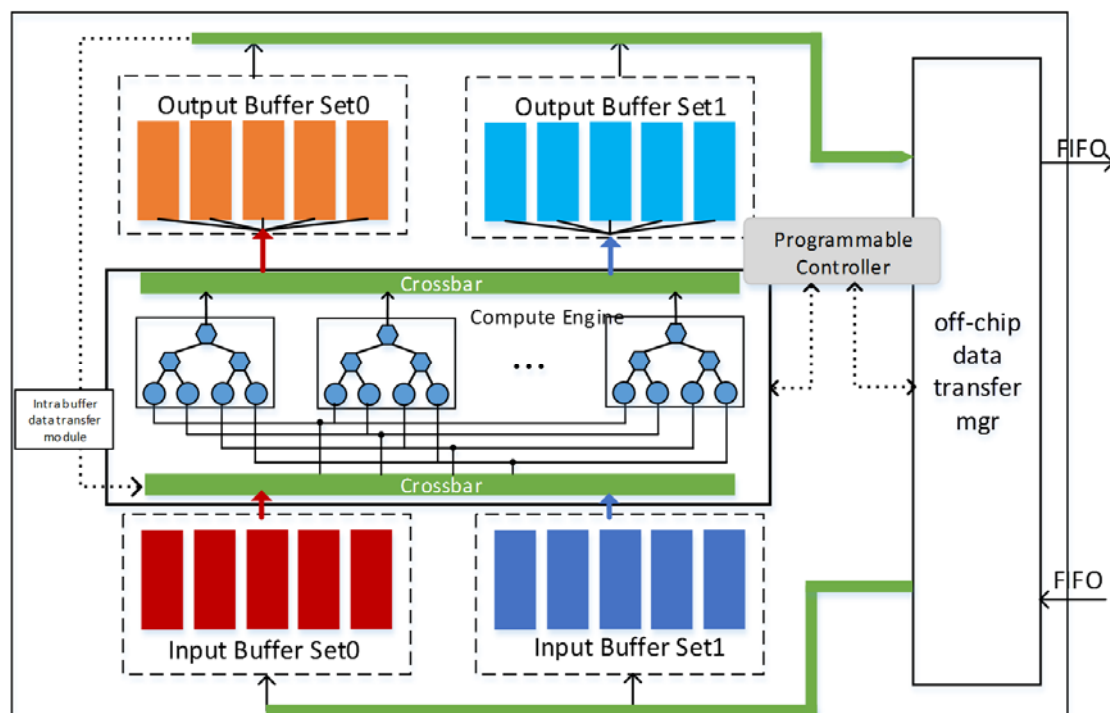 Output Buffer Set0
Output Buffer Set1
FIFO
Programmable
Controller
Crossbar
Compute Engine
...
off-chip
data
transfer
mgr
Intra buffer
data transfer
module
Crossbar
FIFO
Input Buffer Set0
Input Buffer Set1